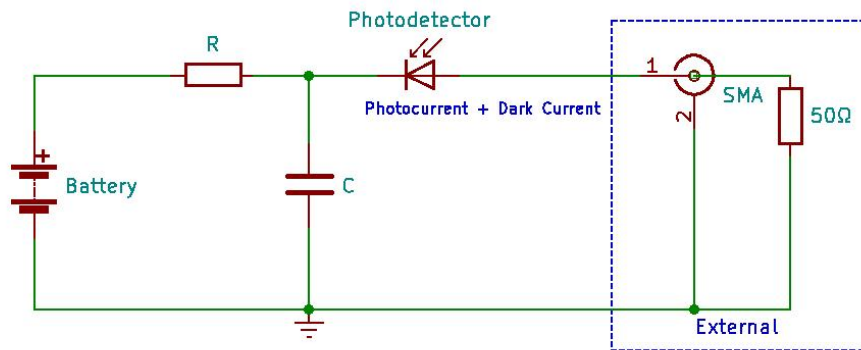 Photodetector
R
1
SMA
Photocurrent + Dark Current
50Ω
2
+
Battery
C
External